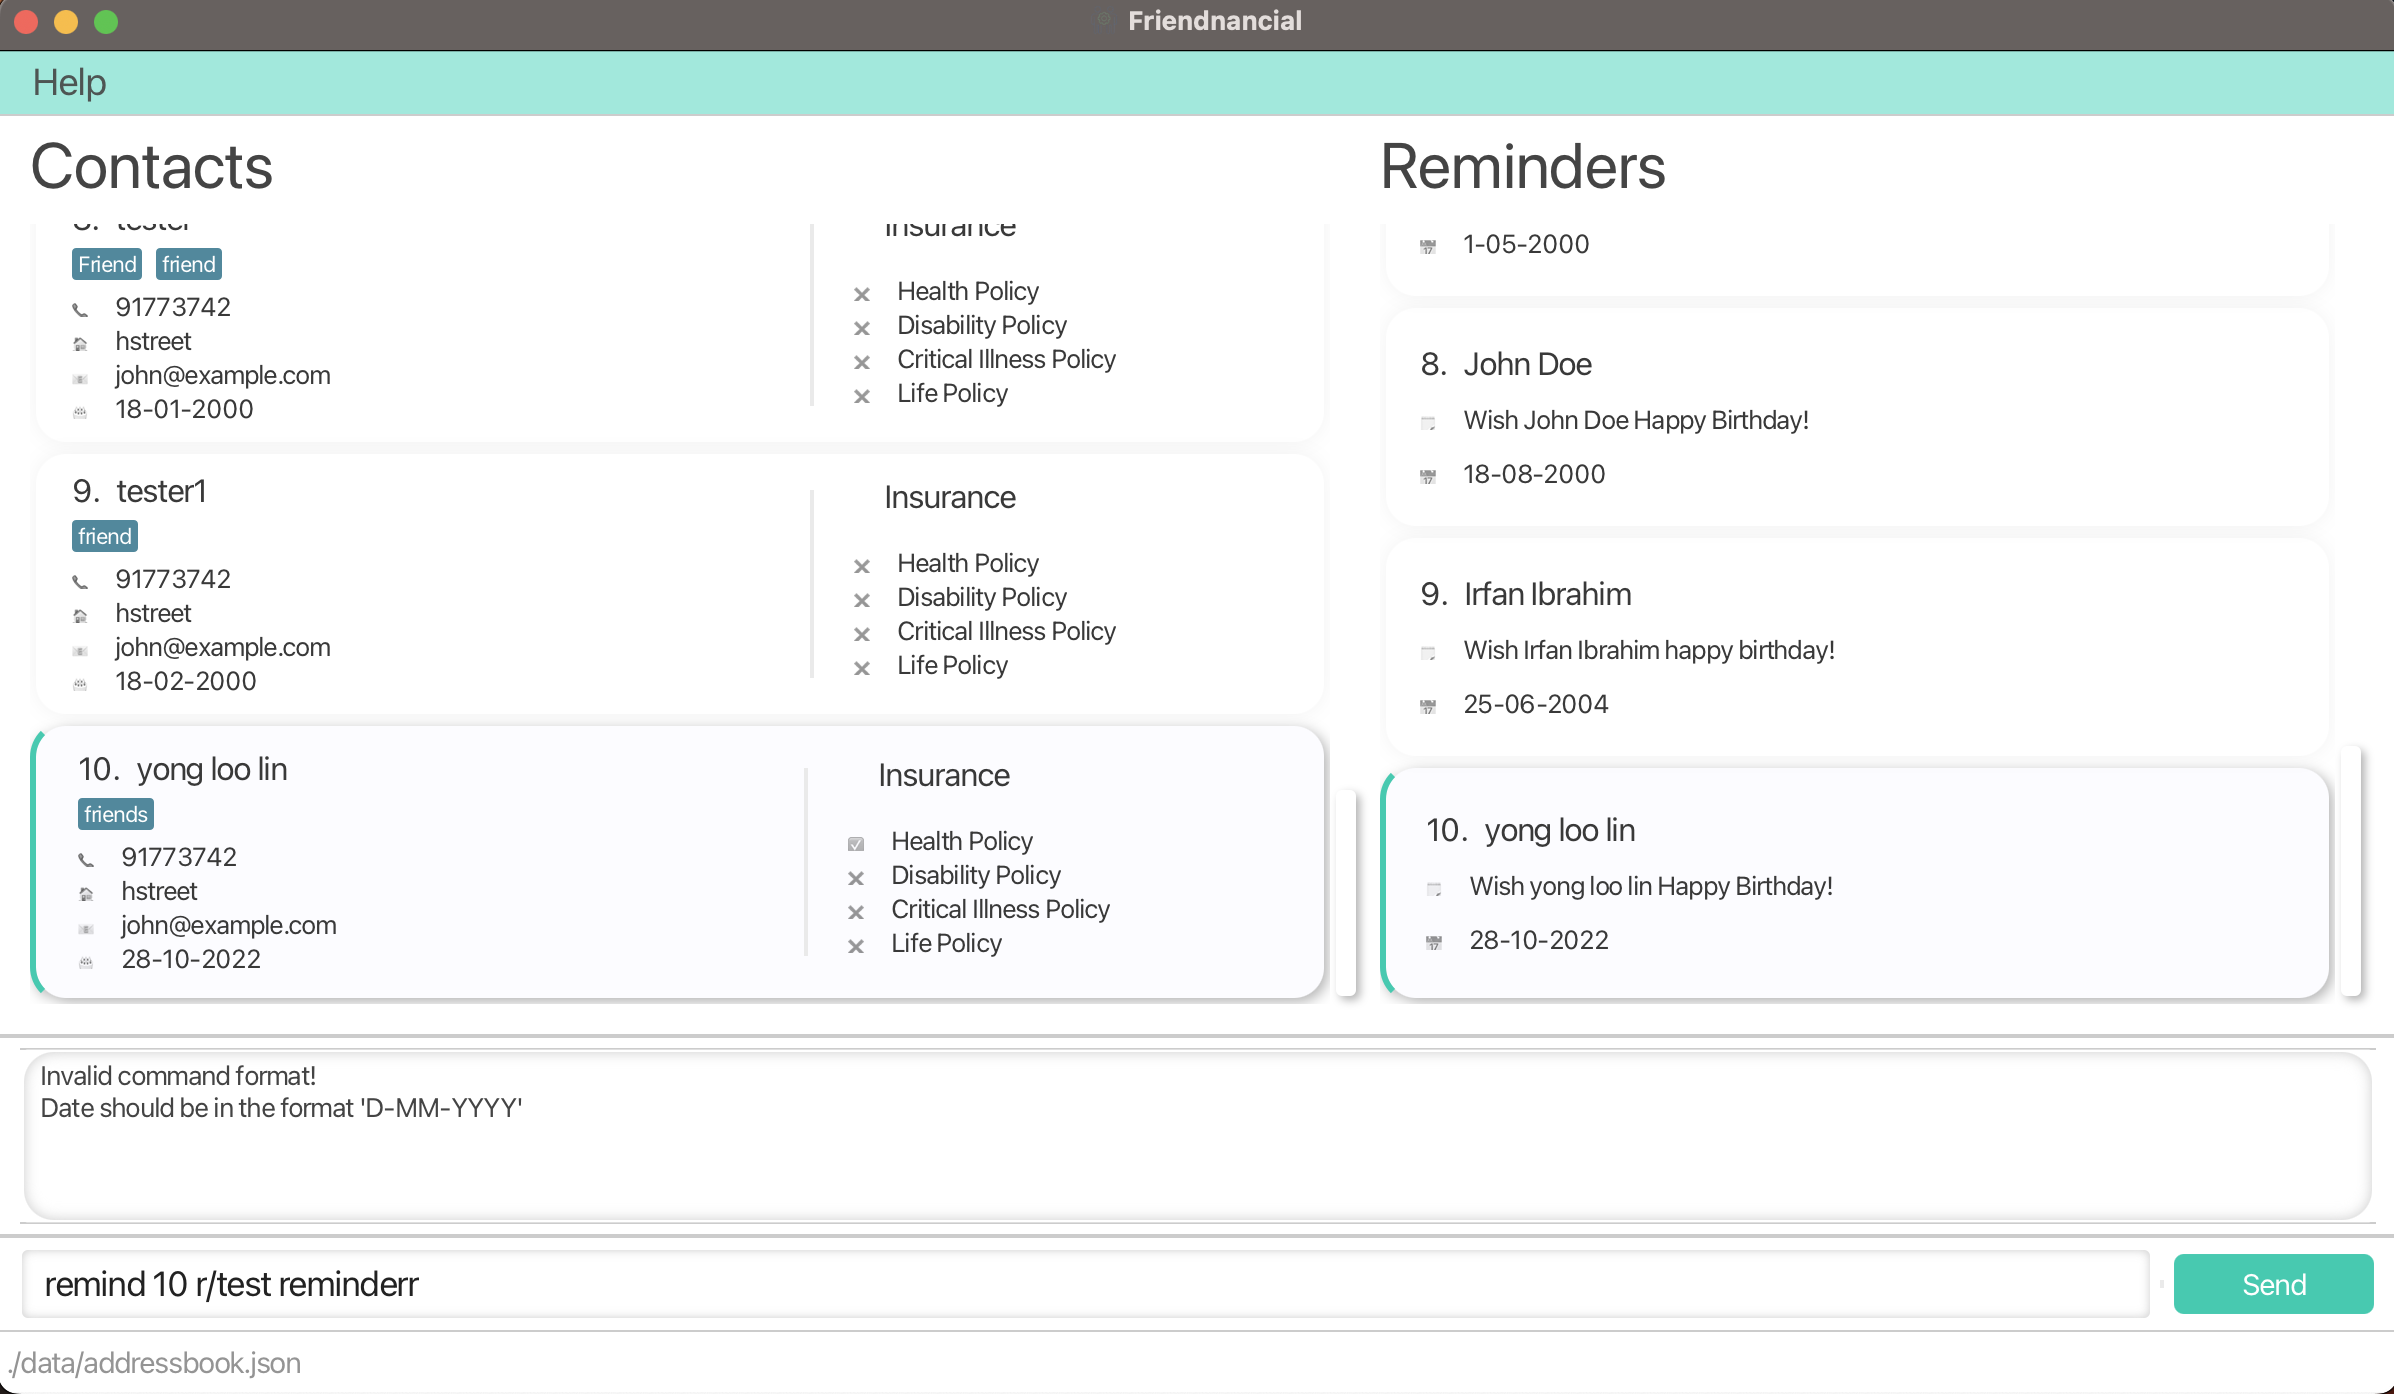 Friendnancial
Help
Contacts
Friend friend
91773742
hstreet
john@example.com
18-01-2000
Insurance
Health Policy
Disability Policy
Critical Illness Policy
Life Policy
9. tester1
friend
91773742
hstreet
john@example.com
18-02-2000
Insurance
Health Policy
Disability Policy
Critical Illness Policy
Life Policy
10. yong loo lin
friends
91773742
hstreet
john@example.com
28-10-2022
Insurance
Health Policy
Disability Policy
Critical Illness Policy
Life Policy
Reminders
1-05-2000
8. John Doe
Wish John Doe Happy Birthday!
18-08-2000
9. Irfan Ibrahim
Wish Irfan Ibrahim happy birthday!
25-06-2004
10. yong loo lin
Wish yong loo lin Happy Birthday!
28-10-2022
Invalid command format!
Date should be in the format 'D-MM-YYYY'
remind 10 r/test reminderr
Send
./data/addressbook.json